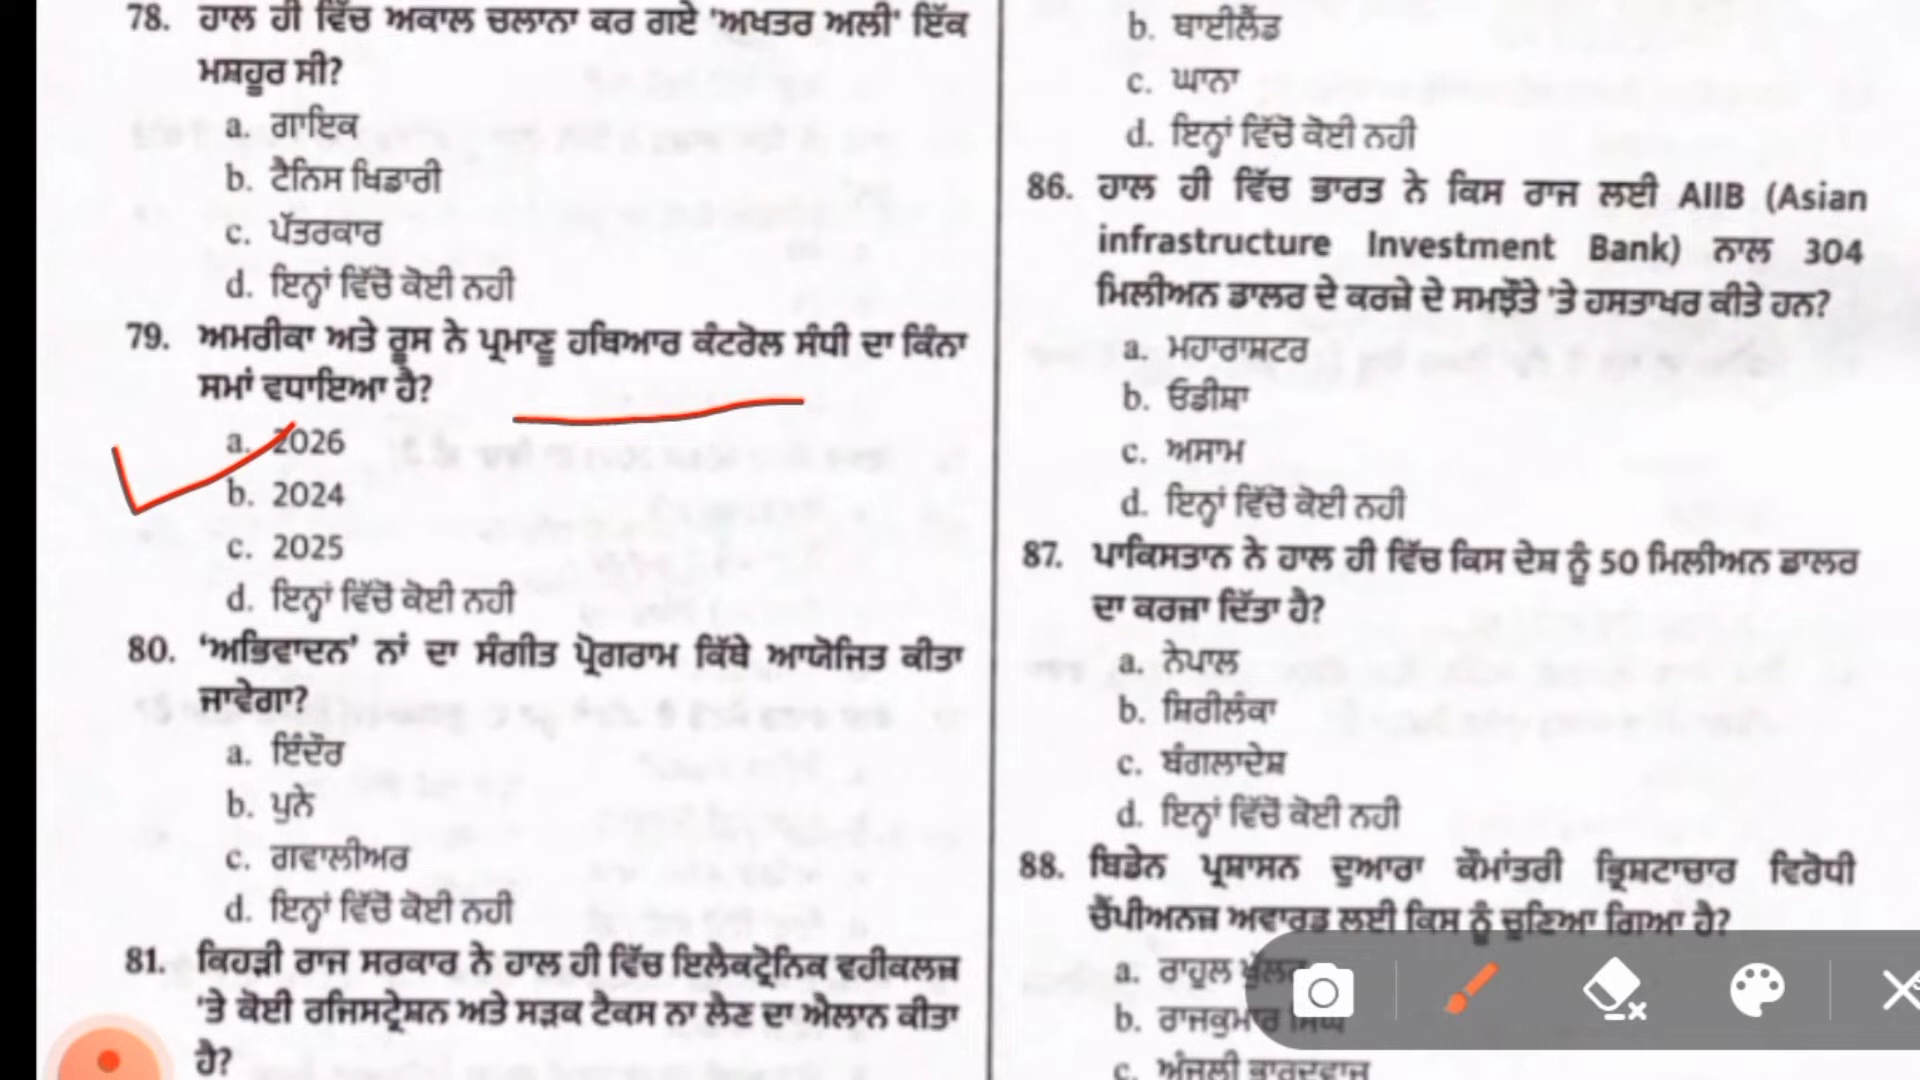 78. ਹਾਲ ਹੀ ਵਿੱਚ ਅਕਾਲ ਚਲਾਨਾ ਕਰ ਗਏ 'ਅਖਤਰ ਅਲੀ' ਇੱਕ
ਮਸ਼ਹੂਰ ਸੀ?
a. ਗਾਇਕ
b. ਟੈਨਿਸ ਖਿਡਾਰੀ
c. ਪੱਤਰਕਾਰ
d. ਇਨ੍ਹਾਂ ਵਿੱਚੋਂ ਕੋਈ ਨਹੀ
79. ਅਮਰੀਕਾ ਅਤੇ ਰੂਸ ਨੇ ਪ੍ਰਮਾਣੂ ਹਥਿਆਰ ਕੰਟਰੋਲ ਸੰਧੀ ਦਾ ਕਿੰਨਾ
ਸਮਾਂ ਵਧਾਇਆ ਹੈ?
a. 2026
b. 2024
c. 2025
d. ਇਨ੍ਹਾਂ ਵਿੱਚੋਂ ਕੋਈ ਨਹੀ
80. 'ਅਭਿਵਾਦਨ' ਨਾਂ ਦਾ ਸੰਗੀਤ ਪ੍ਰੋਗਰਾਮ ਕਿੱਥੇ ਆਯੋਜਿਤ ਕੀਤਾ
ਜਾਵੇਗਾ?
a. ਇੰਦੌਰ
b. ਪੁਨੇ
c. ਗਵਾਲੀਅਰ
d. ਇਨ੍ਹਾਂ ਵਿੱਚੋਂ ਕੋਈ ਨਹੀ
81. ਕਿਹੜੀ ਰਾਜ ਸਰਕਾਰ ਨੇ ਹਾਲ ਹੀ ਵਿੱਚ ਇਲੈਕਟ੍ਰੋਨਿਕ ਵਹੀਕਲਜ਼
'ਤੇ ਕੋਈ ਰਜਿਸਟ੍ਰੇਸ਼ਨ ਅਤੇ ਸੜਕ ਟੈਕਸ ਨਾ ਲੈਣ ਦਾ ਐਲਾਨ ਕੀਤਾ
ਹੈ?
b. ਥਾਈਲੈਂਡ
c. ਘਾਨਾ
d. ਇਨ੍ਹਾਂ ਵਿੱਚੋਂ ਕੋਈ ਨਹੀ
86. ਹਾਲ ਹੀ ਵਿੱਚ ਭਾਰਤ ਨੇ ਕਿਸ ਰਾਜ ਲਈ AIIB (Asian
infrastructure Investment Bank) ਨਾਲ 304
ਮਿਲੀਅਨ ਡਾਲਰ ਦੇ ਕਰਜ਼ੇ ਦੇ ਸਮਝੌਤੇ 'ਤੇ ਹਸਤਾਖਰ ਕੀਤੇ ਹਨ?
a. ਮਹਾਰਾਸ਼ਟਰ
b. ਓਡੀਸ਼ਾ
c. ਅਸਾਮ
d. ਇਨ੍ਹਾਂ ਵਿੱਚੋਂ ਕੋਈ ਨਹੀ
87. ਪਾਕਿਸਤਾਨ ਨੇ ਹਾਲ ਹੀ ਵਿੱਚ ਕਿਸ ਦੇਸ਼ ਨੂੰ 50 ਮਿਲੀਅਨ ਡਾਲਰ
ਦਾ ਕਰਜ਼ਾ ਦਿੱਤਾ ਹੈ?
a. ਨੇਪਾਲ
b. ਸ਼ਿਰੀਲੰਕਾ
c. ਬੰਗਲਾਦੇਸ਼
d. ਇਨ੍ਹਾਂ ਵਿੱਚੋਂ ਕੋਈ ਨਹੀ
88. ਬਿਡੇਨ ਪ੍ਰਸ਼ਾਸਨ ਦੁਆਰਾ ਕੌਮਾਂਤਰੀ ਭ੍ਰਿਸ਼ਟਾਚਾਰ ਵਿਰੋਧੀ
ਚੈਂਪੀਅਨਜ਼ ਅਵਾਰਡ ਲਈ ਕਿਸ ਨੂੰ ਚੁਣਿਆ ਗਿਆ ਹੈ?
a. ਰਾਹੂਲ
b. ਰਾਜਕੁਮਾਰ ਸਿੰਘ
c. ਅੰਜਲੀ ਭਾਰਦਵਾਜ